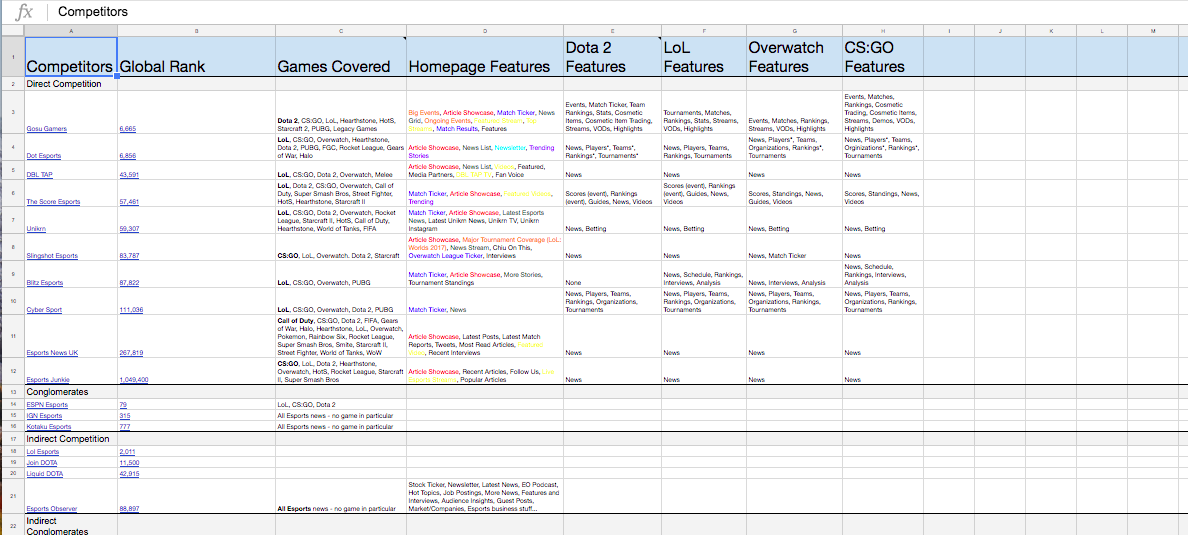 fx Competitors
A B C D E F G H I J K L M
1 Competitors Global Rank Games Covered Homepage Features Dota 2 Features LoL Features Overwatch Features CS:GO Features
2 Direct Competition
3 Gosu Gamers 6,665 Dota 2, CS:GO, LoL, Hearthstone, HotS, Starcraft 2, PUBG, Legacy Games Big Events, Article Showcase, Match Ticker, News Grid, Ongoing Events, Match Results, Features Events, Match Ticker, Team Rankings, Stats, Cosmetic Items, Cosmetic Item Trading, Streams, VODs, Highlights Tournaments, Matches, Rankings, Stats, Streams, VODs, Highlights Events, Matches, Rankings, Streams, VODs, Highlights Events, Matches, Rankings, Cosmetic Trading, Cosmetic Items, Streams, Demos, VODs, Highlights
4 Dot Esports 6,856 LoL, CS:GO, Overwatch, Hearthstone, Dota 2, PUBG, FGC, Rocket League, Gears of War, Halo Article Showcase, News List, Newsletter, Trending Stories News, Players*, Teams, Rankings*, Tournaments* News, Players, Teams, Rankings, Tournaments News, Players*, Teams, Organizations, Rankings*, Tournaments News, Players*, Teams, Orginizations*, Rankings*, Tournaments
5 DBL TAP 43,591 LoL, CS:GO, Dota 2, Overwatch, Melee Article Showcase, News List, Featured, Media Partners, DBLTAP TV, Fan Voice News News News News
6 The Score Esports 57,461 LoL, Dota 2, CS:GO, Overwatch, Call of Duty, Super Smash Bros, Street Fighter, HotS, Hearthstone, Starcraft II Match Ticker, Article Showcase, Featured Videos, Trending Scores (event), Rankings (event), Guides, News, Videos Scores (event), Rankings (event), Guides, News, Videos Scores, Standings, News, Guides, Videos Scores, Standings, News, Guides, Videos
7 Unikrn 59,307 LoL, CS:GO, Dota 2, Overwatch, Rocket League, Starcraft II, HotS, Call of Duty, Hearthstone, World of Tanks, FIFA Match Ticker, Article Showcase, Latest Esports News, Latest Unikrn News, Unikrn TV, Unikrn Instagram News, Betting News, Betting News, Betting News, Betting
8 Slingshot Esports 83,787 CS:GO, LoL, Overwatch. Dota 2, Starcraft Article Showcase, Major Tournament Coverage (LoL: Worlds 2017), News Stream, Chiu On This, Overwatch League Ticker, Interviews News News News, Match Ticker News
9 Blitz Esports 87,822 LoL, CS:GO, Overwatch, PUBG Match Ticker, Article Showcase, More Stories, Tournament Standings None News, Schedule, Rankings, Interviews, Analysis News, Interviews, Analysis News, Schedule, Rankings, Interviews, Analysis
10 Cyber Sport 111,036 LoL, CS:GO, Overwatch, Dota 2, PUBG Match Ticker, News News, Players, Teams, Rankings, Organizations, Tournaments News, Players, Teams, Rankings, Organizations, Tournaments News, Players, Teams, Organizations, Rankings, Tournaments News, Players, Teams, Rankings, Organizations, Tournaments
11 Esports News UK 267,819 Call of Duty, CS:GO, Dota 2, FIFA, Gears of War, Halo, Hearthstone, LoL, Overwatch, Pokemon, Rainbow Six, Rocket League, Super Smash Bros, Smite, Starcraft II, Street Fighter, World of Tanks, WoW Article Showcase, Latest Posts, Latest Match Reports, Tweets, Most Read Articles, Recent Interviews News News News News
12 Esports Junkie 1,049,400 CS:GO, LoL, Dota 2, Hearthstone, Overwatch, HotS, Rocket League, Starcraft II, Super Smash Bros Article Showcase, Recent Articles, Follow Us, Popular Articles News News News News
13 Conglomerates
14 ESPN Esports 79 LoL, CS:GO, Dota 2
15 IGN Esports 315 All Esports news - no game in particular
16 Kotaku Esports 777 All Esports news - no game in particular
17 Indirect Competition
18 Lol Esports 2,011
19 Join DOTA 11,500
20 Liquid DOTA 42,915
21 Esports Observer 88,897 All Esports news - no game in particular Stock Ticker, Newsletter, Latest News, EO Podcast, Hot Topics, Job Postings, More News, Features and Interviews, Audience Insights, Guest Posts, Market/Companies, Esports business stuff...
22 Indirect Conglomerates